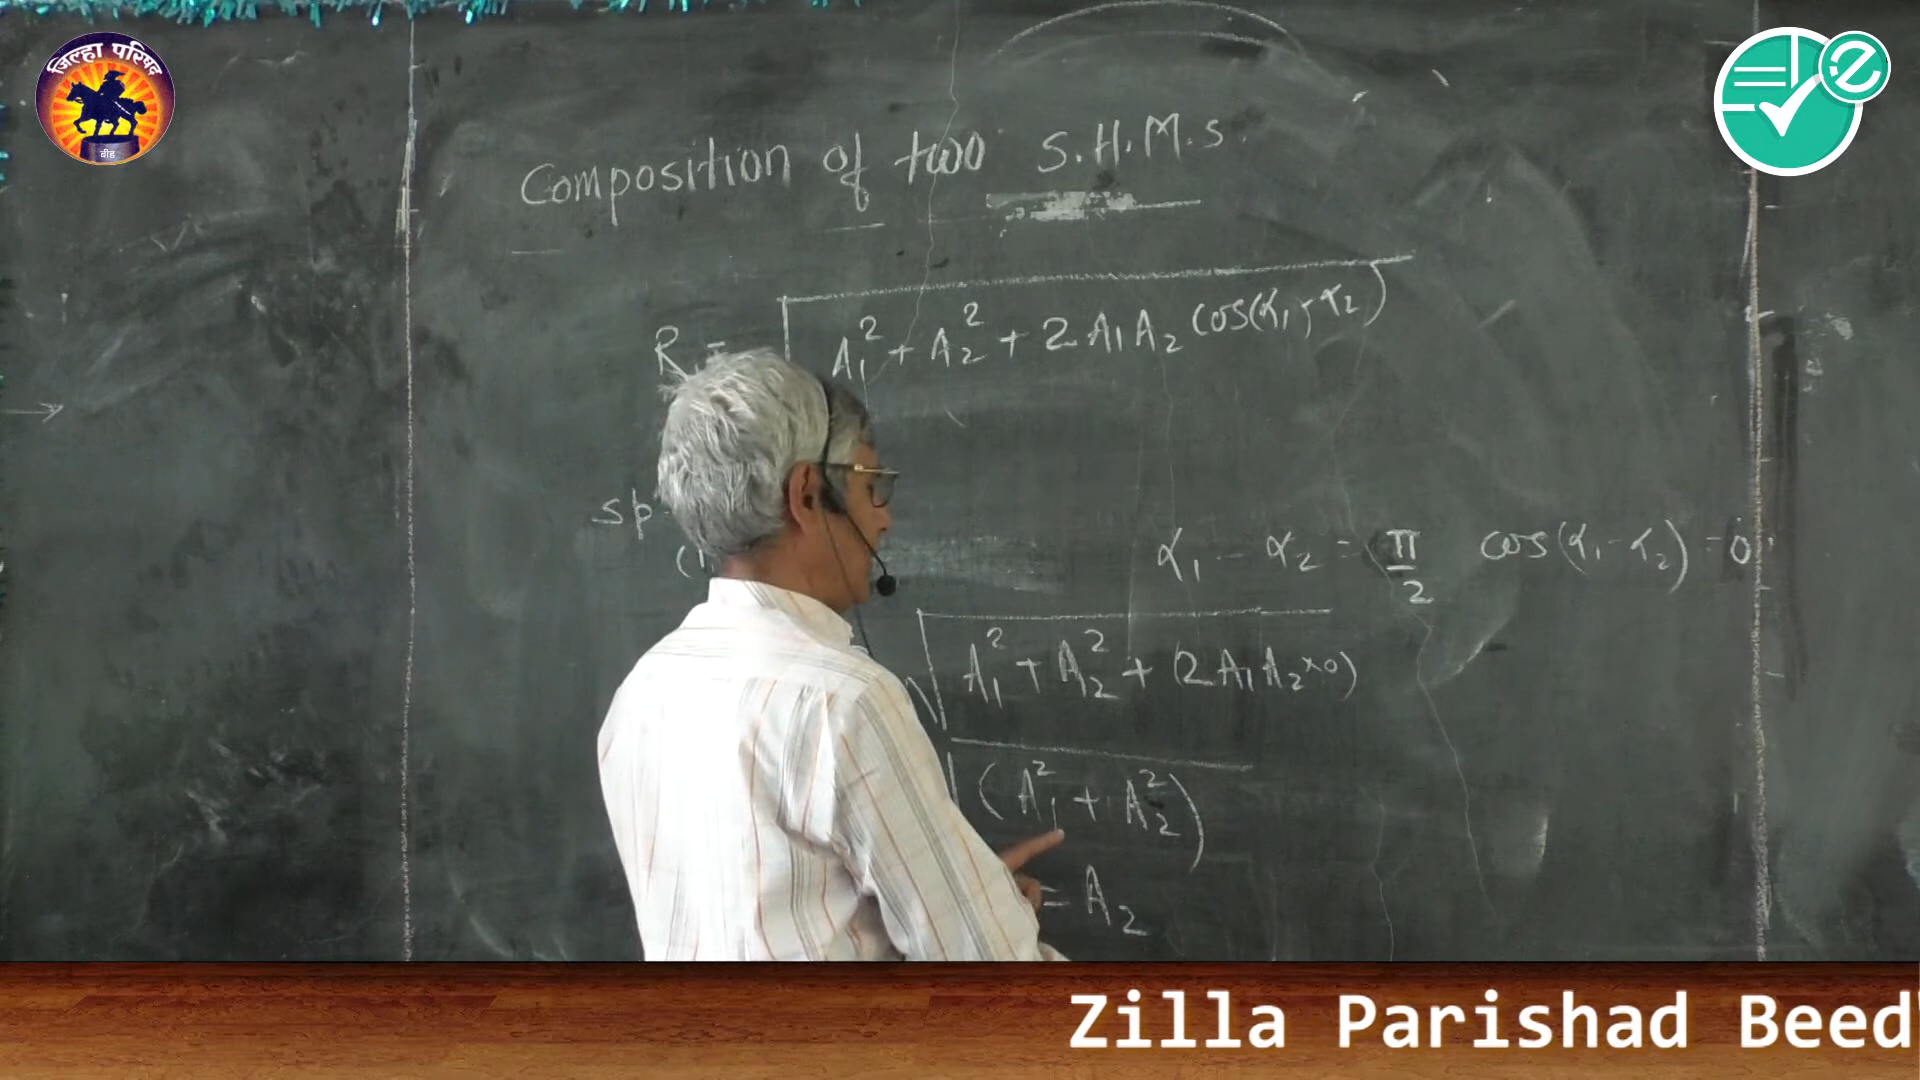 जिल्हा परिषद
बीड
Composition of two S.H.M.s.
R = √A₁² + A₂² + 2A₁A₂ cos(α₁-α₂)
sp
(1
α₁ - α₂ = π/2 cos(α₁-α₂) = 0
√A₁² + A₂² + (2A₁A₂×0)
√(A₁² + A₂²)
= A₂
Zilla Parishad Beed